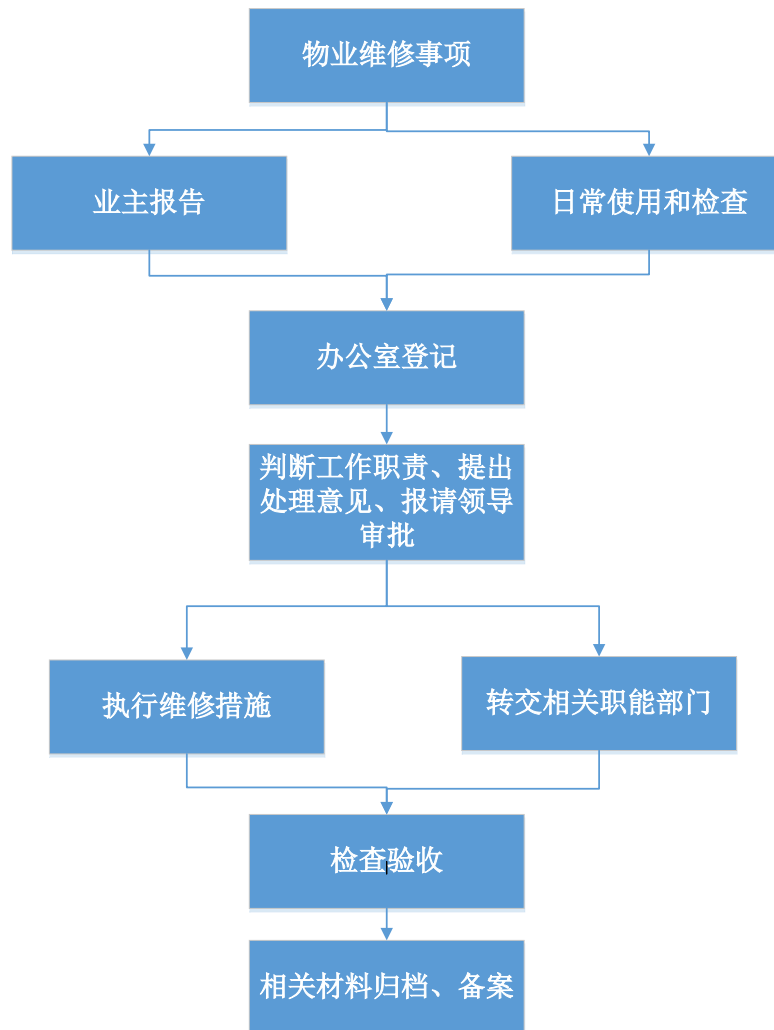 物业维修事项
业主报告
日常使用和检查
办公室登记
判断工作职责、提出
处理意见、报请领导
审批
执行维修措施
转交相关职能部门
检查验收
相关材料归档、备案